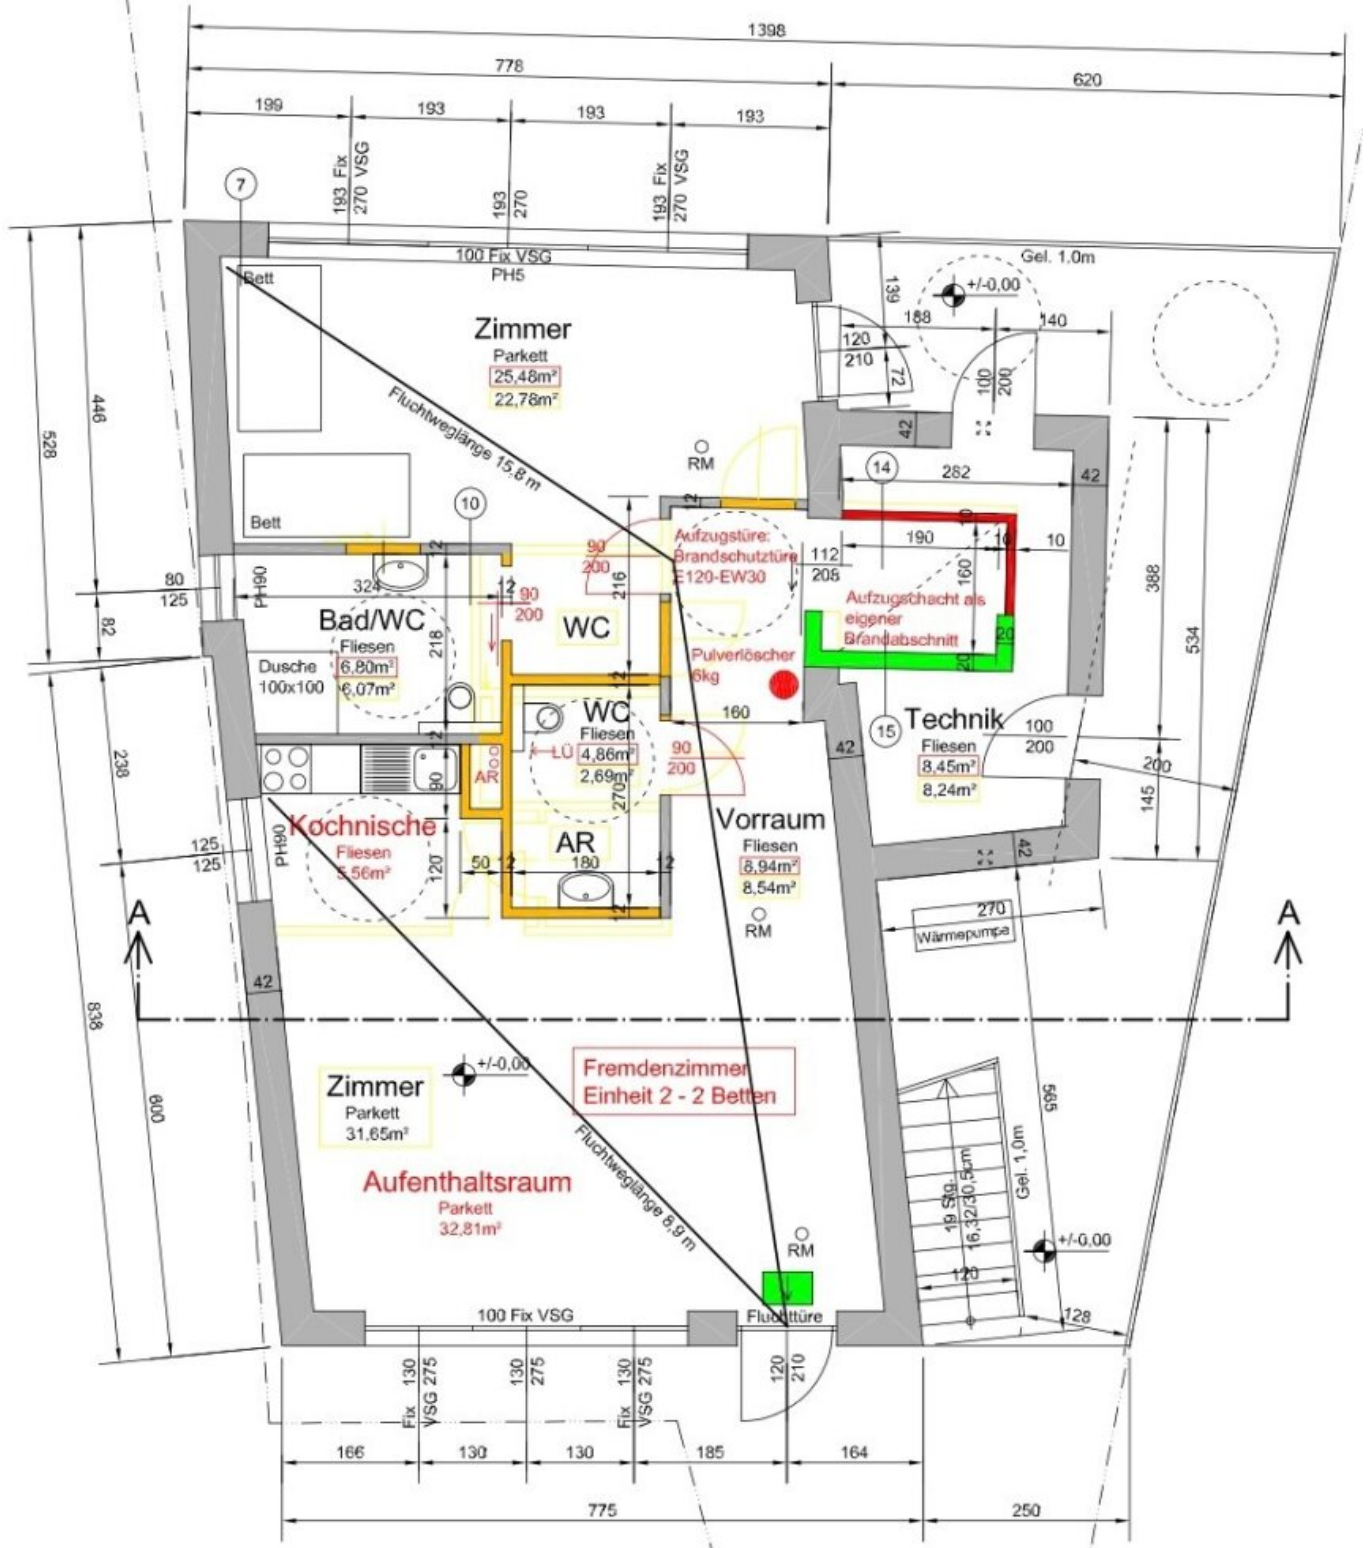 1398
778
620
199
193
193
193
193 Fix
270 VSG
193
270
193 Fix
270 VSG
7
100 Fix VSG
PH5
Gel. 1.0m
+/-0,00
139
188
140
Bett
Zimmer
Parkett
25,48m²
22,78m²
120
210
72
100
200
528
446
Fluchtweglänge 15,8 m
RM
42
14
282
42
Bett
10
12
12
90
200
216
Aufzugstüre:
Brandschutztüre
E120-EW30
112
208
10
190
10
10
160
388
534
80
125
PH90
324
12
90
200
82
Bad/WC
Fliesen
6,80m²
6,07m²
218
WC
Aufzugschacht als
eigener
Brandabschnitt
20
20
Dusche
100x100
Pulverlöscher
6kg
12
12
WC
Fliesen
4,86m²
2,69m²
LÜ
160
15
Technik
Fliesen
8,45m²
8,24m²
100
200
42
90
200
238
AR
90
270
200
145
Kochnische
Fliesen
5,56m²
125
125
PH90
Vorraum
Fliesen
8,94m²
8,54m²
AR
50
12
180
12
120
42
12
RM
270
Wärmepumpe
A
A
42
838
800
+/-0,00
Zimmer
Parkett
31,65m²
Fremdenzimmer
Einheit 2 - 2 Betten
565
Aufenthaltsraum
Parkett
32,81m²
Fluchtweglänge 8,9 m
Gel. 1,0m
19 Stg.
16,32/30,5cm
RM
+/-0,00
120
100 Fix VSG
Fluchttüre
128
130
275
Fix
VSG
130
275
130
275
Fix
VSG
120
210
166
130
130
185
164
775
250